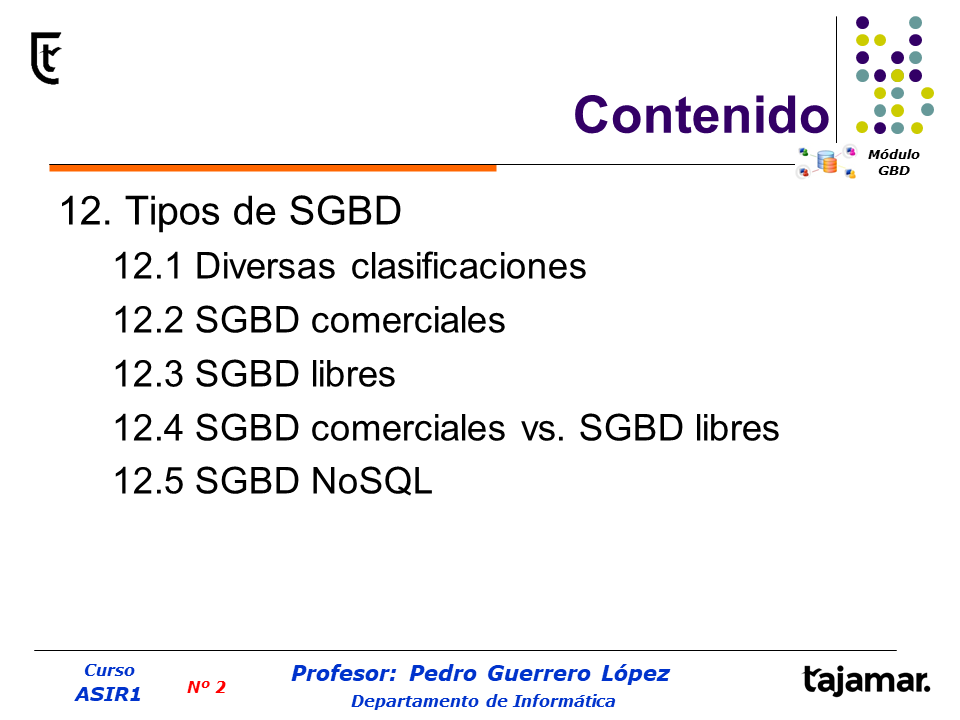 Contenido
Módulo
GBD
12. Tipos de SGBD
12.1 Diversas clasificaciones
12.2 SGBD comerciales
12.3 SGBD libres
12.4 SGBD comerciales vs. SGBD libres
12.5 SGBD NoSQL
Curso
ASIR1
Nº 2
Profesor: Pedro Guerrero López
Departamento de Informática
tajamar.